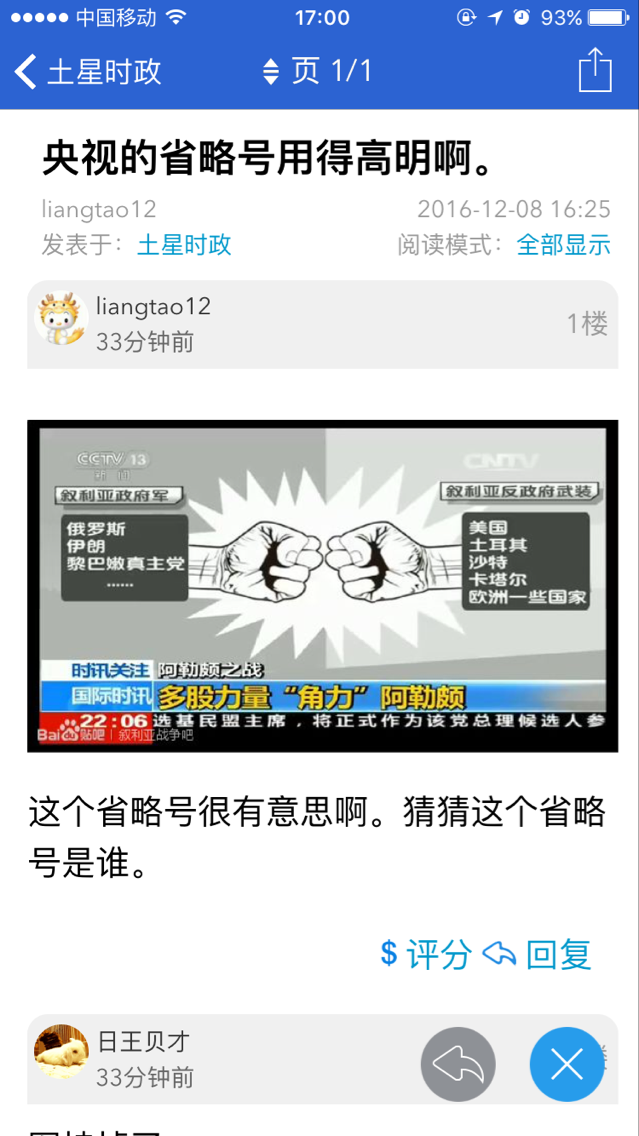 中国移动 17:00 93%
土星时政 页 1/1
央视的省略号用得高明啊。
liangtao12 2016-12-08 16:25
发表于：土星时政 阅读模式：全部显示
liangtao12
33分钟前 1楼
CCTV 13
新闻
CNTV
叙利亚政府军
俄罗斯
伊朗
黎巴嫩真主党
……
叙利亚反政府武装
美国
土耳其
沙特
卡塔尔
欧洲一些国家
时讯关注 阿勒颇之战
国际时讯 多股力量“角力”阿勒颇
22:06 选基民盟主席，将正式作为该党总理候选人参
Bai贴吧 | 叙利亚战争吧
这个省略号很有意思啊。猜猜这个省略
号是谁。
$ 评分 回复
日王贝才
33分钟前